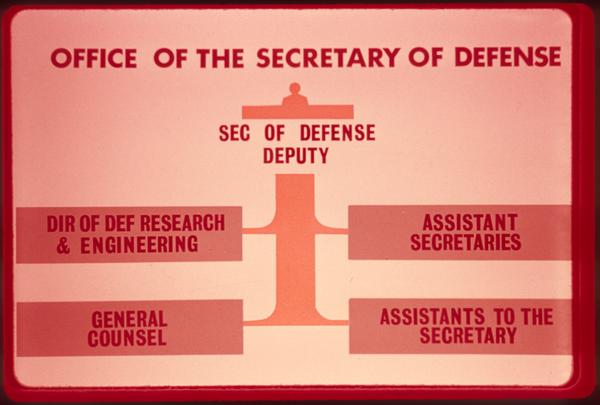 OFFICE OF THE SECRETARY OF DEFENSE
SEC OF DEFENSE
DEPUTY
DIR OF DEF RESEARCH
& ENGINEERING
ASSISTANT
SECRETARIES
GENERAL
COUNSEL
ASSISTANTS TO THE
SECRETARY